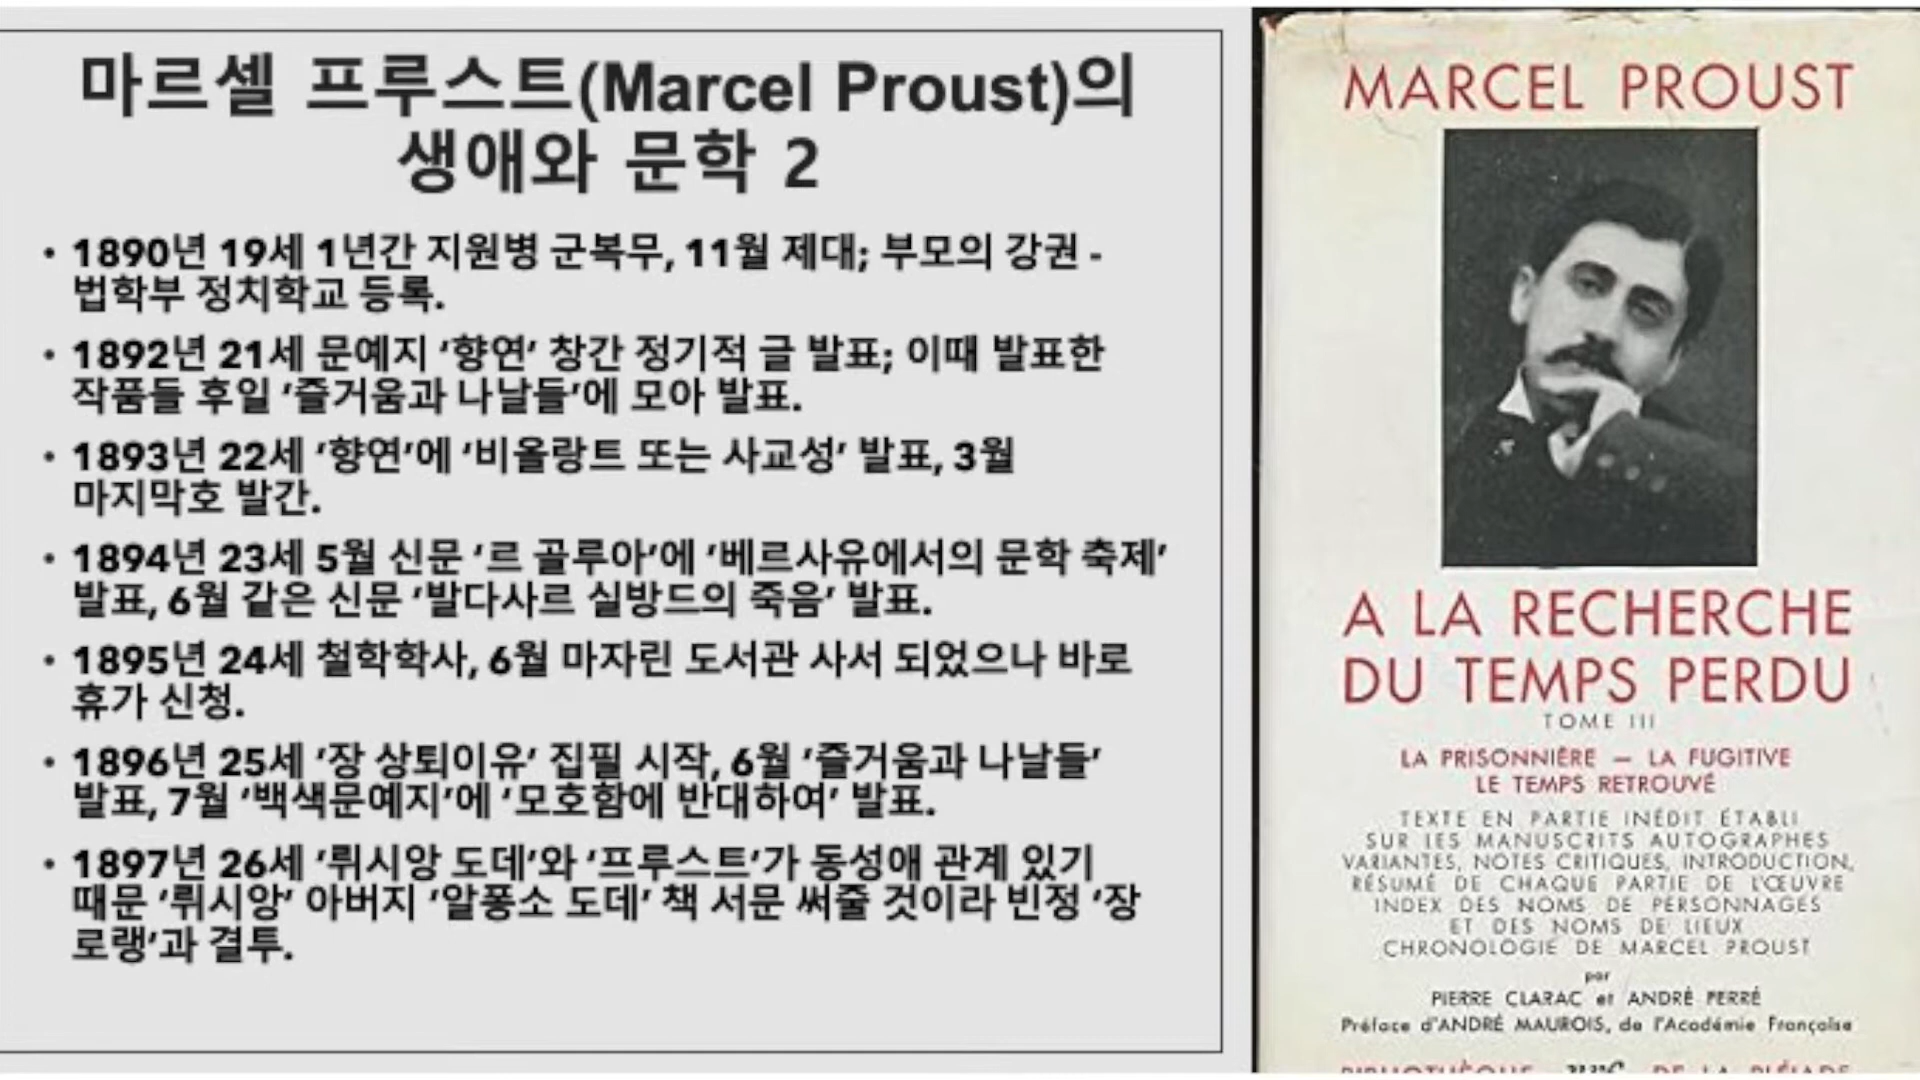 마르셀 프루스트(Marcel Proust)의
생애와 문학 2
• 1890년 19세 1년간 지원병 군복무, 11월 제대; 부모의 강권 -
법학부 정치학교 등록.
• 1892년 21세 문예지 '향연' 창간 정기적 글 발표; 이때 발표한
작품들 후일 '즐거움과 나날들'에 모아 발표.
• 1893년 22세 '향연'에 '비올랑트 또는 사교성' 발표, 3월
마지막호 발간.
• 1894년 23세 5월 신문 '르 골루아'에 '베르사유에서의 문학 축제'
발표, 6월 같은 신문 '발다사르 실방드의 죽음' 발표.
• 1895년 24세 철학학사, 6월 마자린 도서관 사서 되었으나 바로
휴가 신청.
• 1896년 25세 '장 상퇴이유' 집필 시작, 6월 '즐거움과 나날들'
발표, 7월 '백색문예지'에 '모호함에 반대하여' 발표.
• 1897년 26세 '뤼시앙 도데'와 '프루스트'가 동성애 관계 있기
때문 '뤼시앙' 아버지 '알퐁소 도데' 책 서문 써줄 것이라 빈정 '장
로랭'과 결투.
MARCEL PROUST
A LA RECHERCHE
DU TEMPS PERDU
TOME III
LA PRISONNIÈRE — LA FUGITIVE
LE TEMPS RETROUVÉ
TEXTE EN PARTIE INÉDIT ÉTABLI
SUR LES MANUSCRITS AUTOGRAPHES
VARIANTES, NOTES CRITIQUES, INTRODUCTION,
RÉSUMÉ DE CHAQUE PARTIE DE L'ŒUVRE
INDEX DES NOMS DE PERSONNAGES
ET DES NOMS DE LIEUX
CHRONOLOGIE DE MARCEL PROUST
par
PIERRE CLARAC et ANDRÉ FERRÉ
Préface d'ANDRÉ MAUROIS, de l'Académie Française
BIBLIOTHÈQUE DE LA PLÉIADE